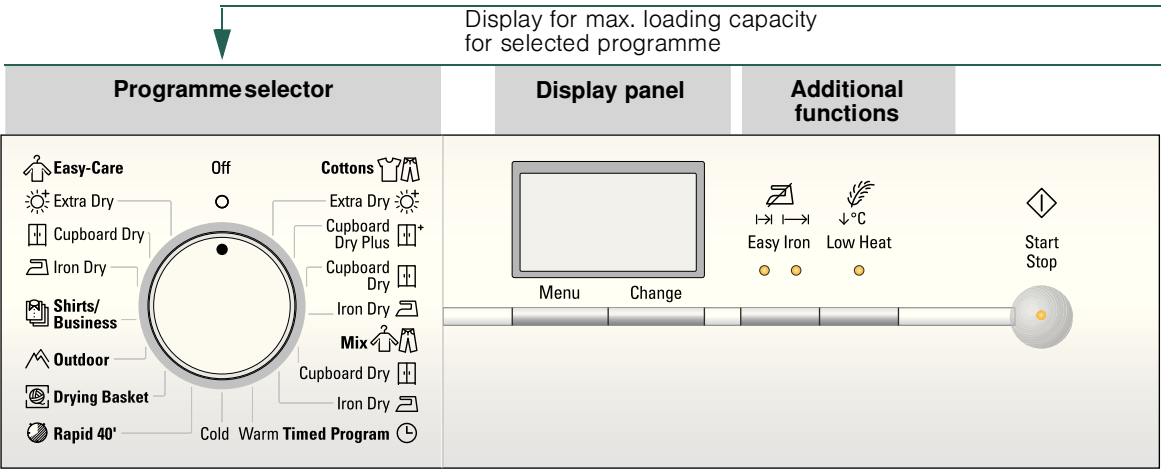 Display for max. loading capacity
for selected programme
Programme selector
Display panel
Additional
functions
Easy-Care
Extra Dry
Cupboard Dry
Iron Dry
Shirts/
Business
Outdoor
Drying Basket
Rapid 40'
Off
Cottons
Extra Dry
Cupboard
Dry Plus
Cupboard
Dry
Iron Dry
Mix
Cupboard Dry
Iron Dry
Cold Warm Timed Program
Menu Change
°C
Easy Iron Low Heat
Start
Stop